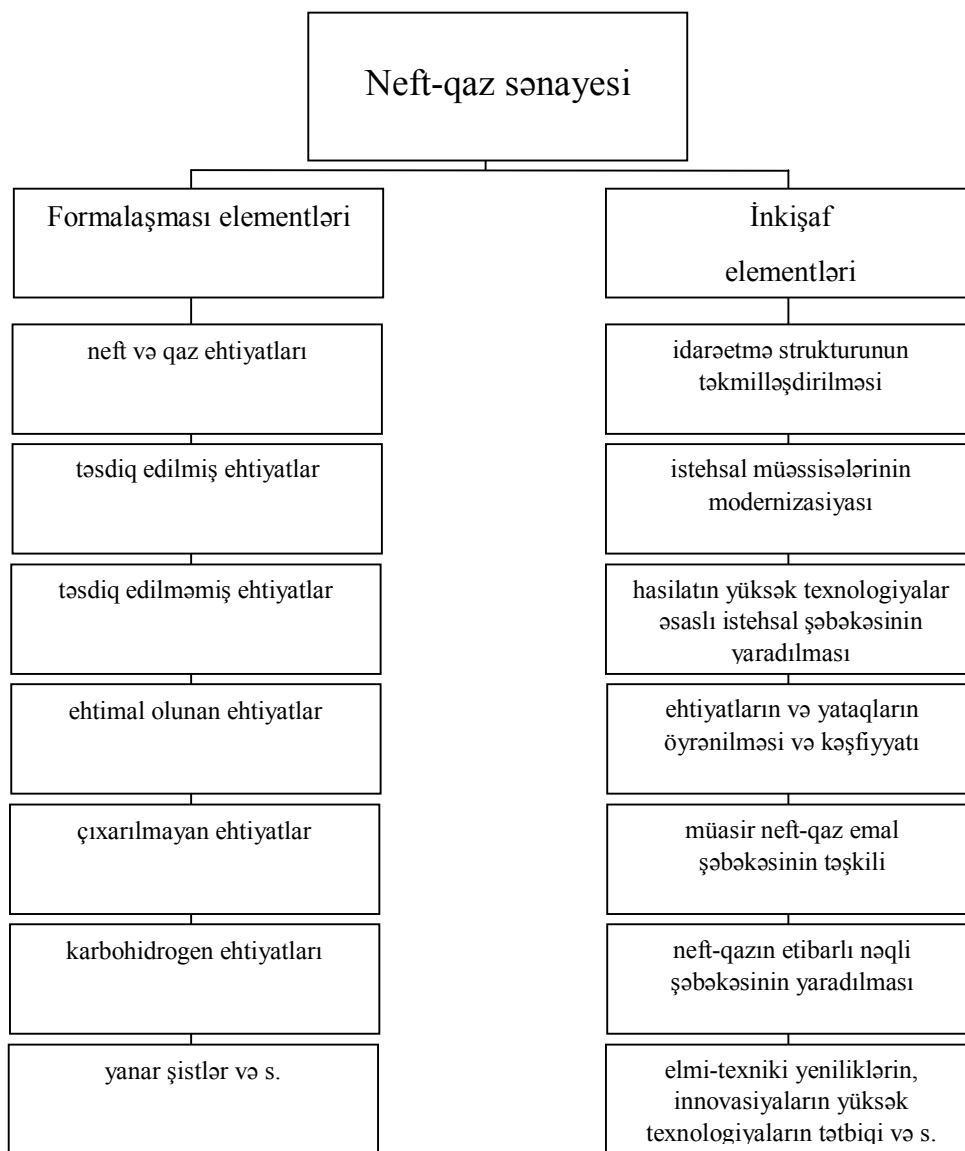 Neft-qaz sənayesi
Formalaşması elementləri
İnkişaf
elementləri
neft və qaz ehtiyatları
təsdiq edilmiş ehtiyatlar
təsdiq edilməmiş ehtiyatlar
ehtimal olunan ehtiyatlar
çıxarılmayan ehtiyatlar
karbohidrogen ehtiyatları
yanar şistlər və s.
idarəetmə strukturunun
təkmilləşdirilməsi
istehsal müəssisələrinin
modernizasiyası
hasilatın yüksək texnologiyalar
əsaslı istehsal şəbəkəsinin
yaradılması
ehtiyatların və yataqların
öyrənilməsi və kəşfiyyatı
müasir neft-qaz emal
şəbəkəsinin təşkili
neft-qazın etibarlı nəqli
şəbəkəsinin yaradılması
elmi-texniki yeniliklərin,
innovasiyaların yüksək
texnologiyaların tətbiqi və s.